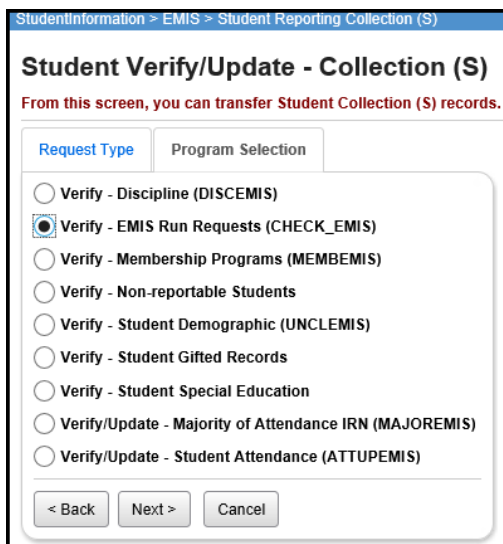 StudentInformation > EMIS > Student Reporting Collection (S)
Student Verify/Update - Collection (S)
From this screen, you can transfer Student Collection (S) records.
Request Type Program Selection
Verify - Discipline (DISCEMIS)
Verify - EMIS Run Requests (CHECK_EMIS)
Verify - Membership Programs (MEMBEMIS)
Verify - Non-reportable Students
Verify - Student Demographic (UNCLEMIS)
Verify - Student Gifted Records
Verify - Student Special Education
Verify/Update - Majority of Attendance IRN (MAJOREMIS)
Verify/Update - Student Attendance (ATTUPEMIS)
< Back Next > Cancel